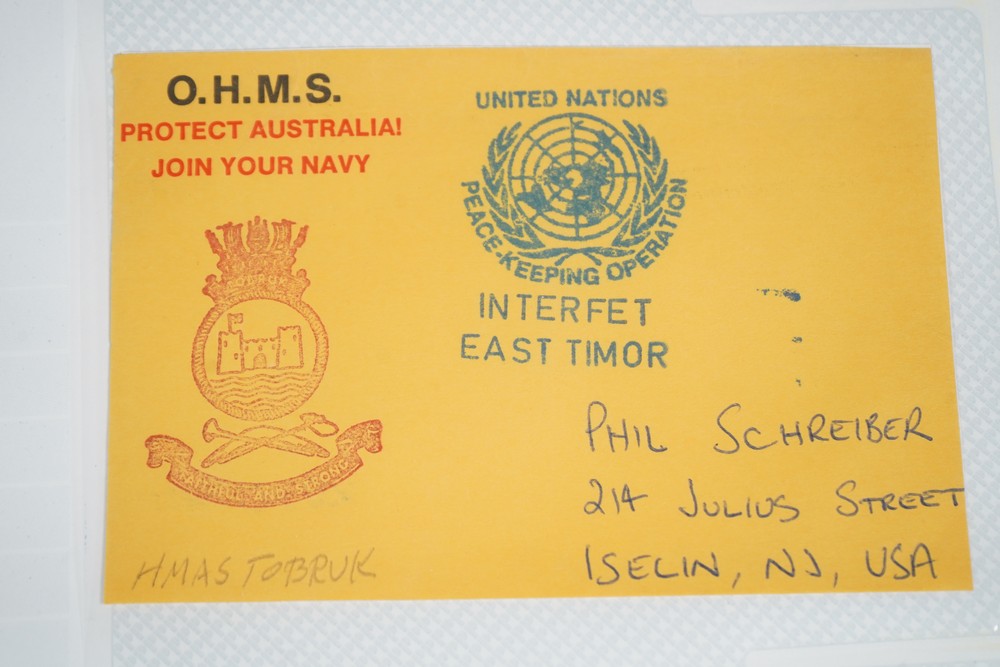 O.H.M.S.
PROTECT AUSTRALIA!
JOIN YOUR NAVY
UNITED NATIONS
PEACE-KEEPING OPERATION
INTERFET
EAST TIMOR
TOBRUK
FAITHFUL AND STRONG
PHIL SCHREIBER
214 JULIUS STREET
ISELIN, NJ, USA
HMAS TOBRUK